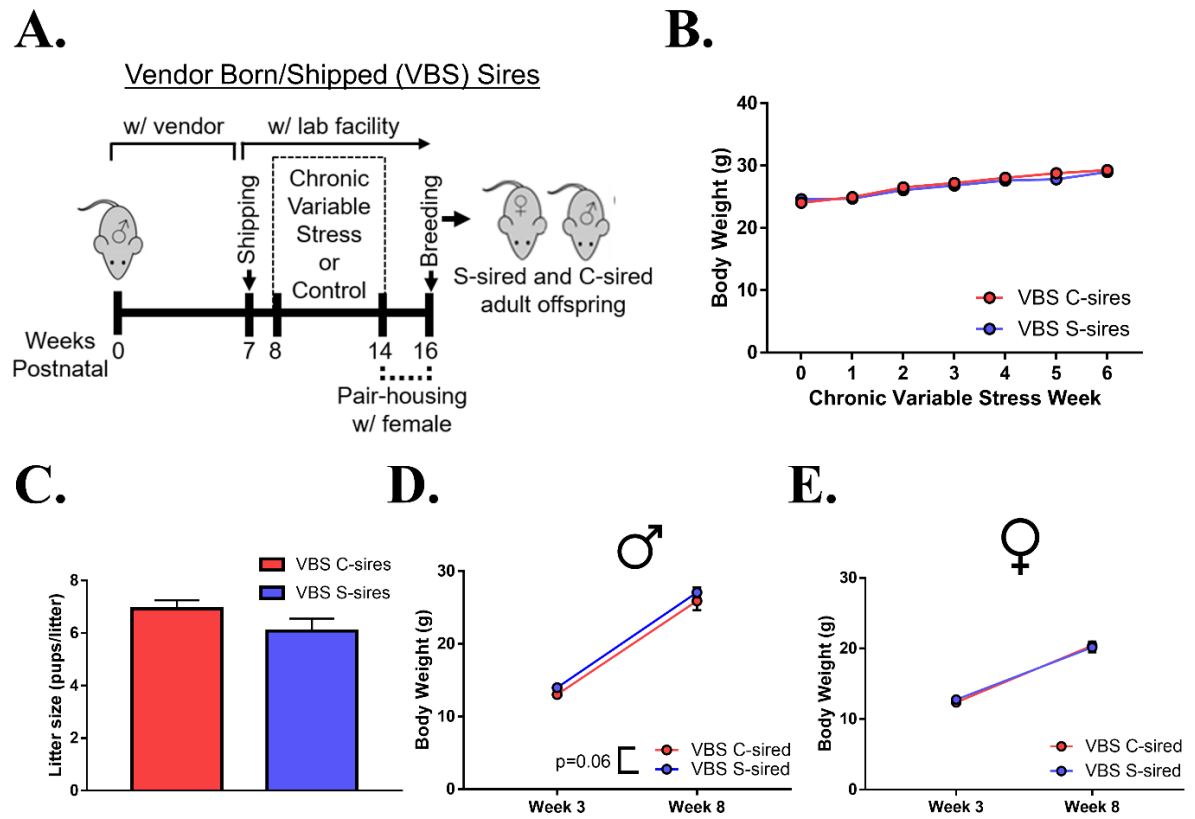 A.
Vendor Born/Shipped (VBS) Sires
w/ vendor
w/ lab facility
Shipping
Chronic
Variable
Stress
or
Control
Breeding
♀
♂
♂
S-sired and C-sired
adult offspring
Weeks
Postnatal
0
7
8
14
16
Pair-housing
w/ female
B.
Body Weight (g)
40
30
20
10
0
VBS C-sires
VBS S-sires
0 1 2 3 4 5 6
Chronic Variable Stress Week
C.
VBS C-sires
VBS S-sires
Litter size (pups/litter)
8
6
4
2
0
D.
♂
Body Weight (g)
30
20
10
0
p=0.06
VBS C-sired
VBS S-sired
Week 3 Week 8
E.
♀
Body Weight (g)
30
20
10
0
VBS C-sired
VBS S-sired
Week 3 Week 8